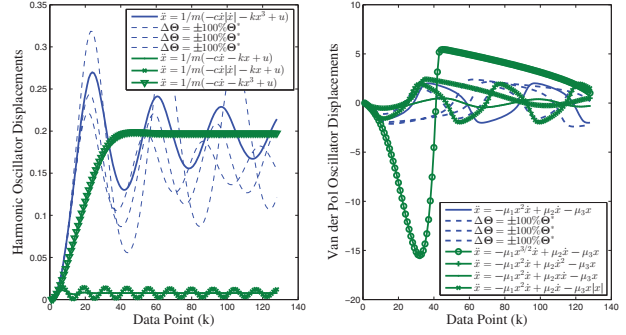 Harmonic Oscillator Displacements
0.35
0.3
0.25
0.2
0.15
0.1
0.05
0
ẍ = 1/m(−cẋ|ẋ| − kx³ + u)
ΔΘ = ±100%Θ*
ΔΘ = ±100%Θ*
ΔΘ = ±100%Θ*
ẍ = 1/m(−cẋ − kx + u)
ẍ = 1/m(−cẋ|ẋ| − kx + u)
ẍ = 1/m(−cẋ − kx³ + u)
0 20 40 60 80 100 120 140
Data Point (k)
Van der Pol Oscillator Displacements
10
5
0
−5
−10
−15
−20
ẍ = −μ₁x²ẋ + μ₂ẋ − μ₃x
ΔΘ = ±100%Θ*
ΔΘ = ±100%Θ*
ΔΘ = ±100%Θ*
ẍ = −μ₁x³ᐟ²ẋ + μ₂ẋ − μ₃x
ẍ = −μ₁x²ẋ + μ₂ẋ² − μ₃x
ẍ = −μ₁x²ẋ + μ₂xẋ − μ₃x
ẍ = −μ₁x²ẋ + μ₂ẋ − μ₃x|x|
0 20 40 60 80 100 120 140
Data Point (k)